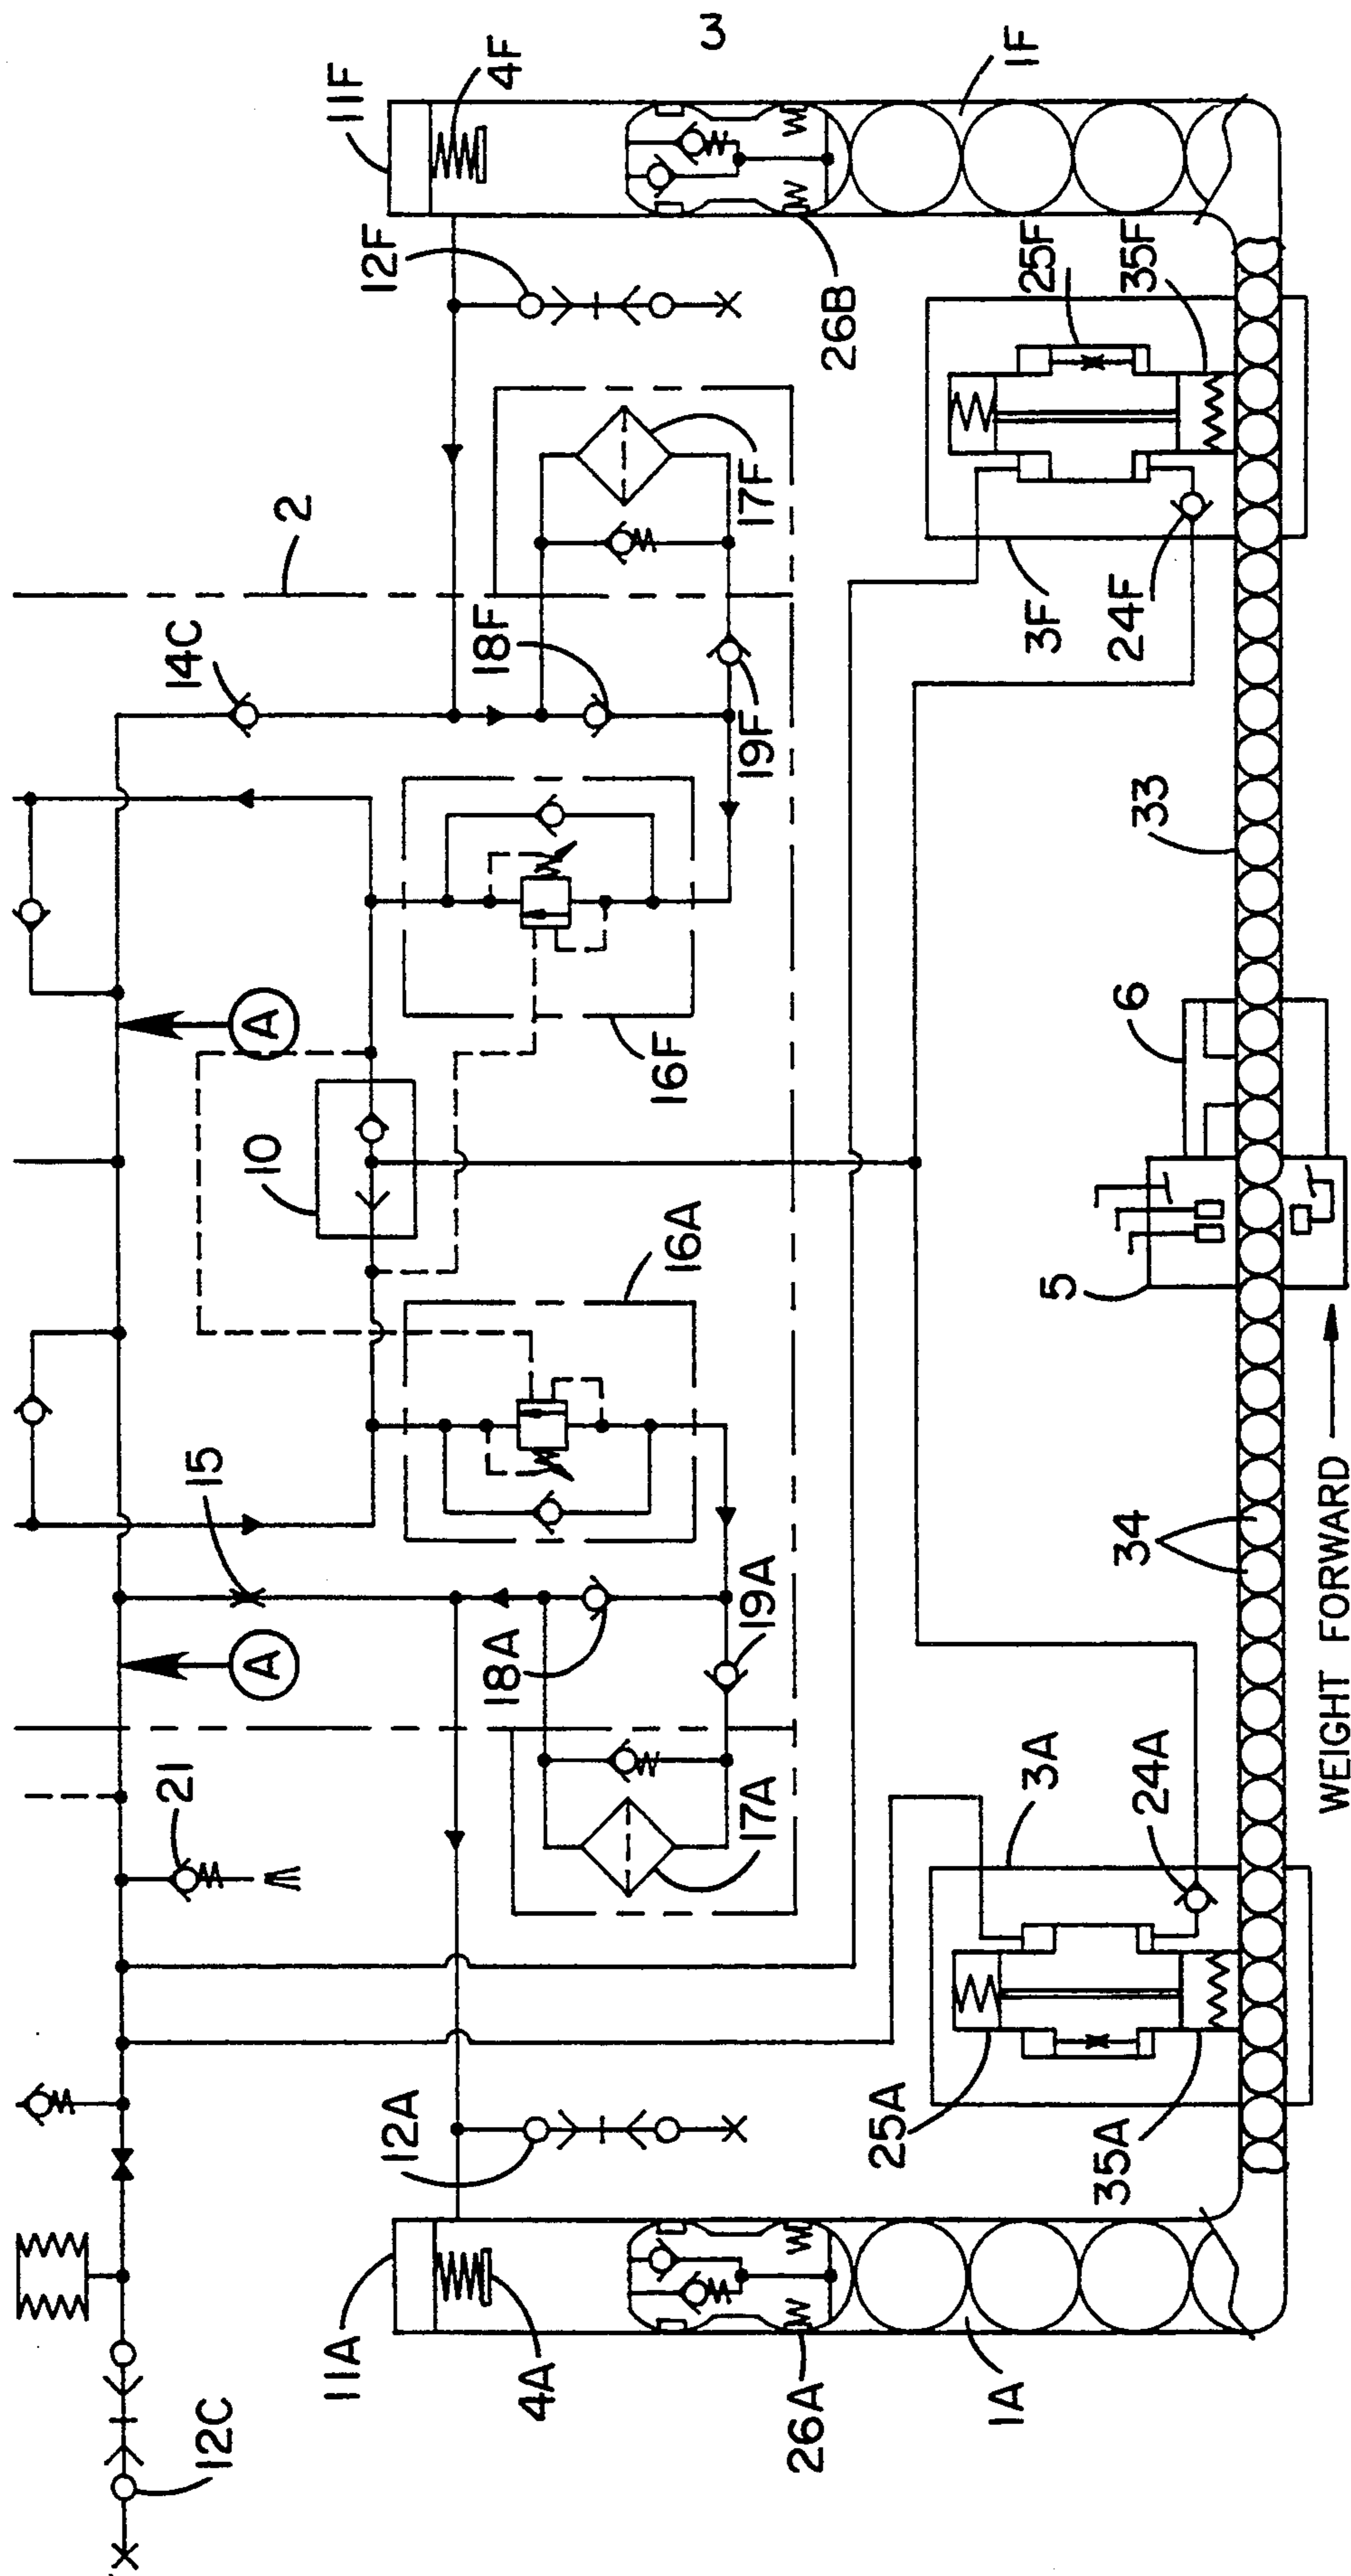 3
11F
4F
1F
12F
26B
25F
35F
2
17F
14C
18F
19F
3F
24F
33
A
16F
10
6
16A
5
15
A
18A
19A
34
WEIGHT FORWARD
21
17A
3A
24A
12A
25A
35A
11A
4A
26A
1A
12C